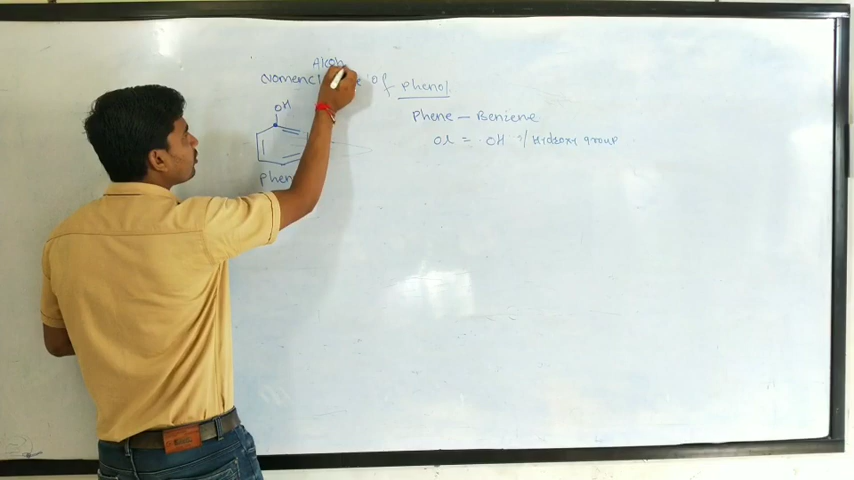 Alcoh
Nomencl of phenol.
OH
Phene - Benzene
Ol = OH / Hydroxy group
phen